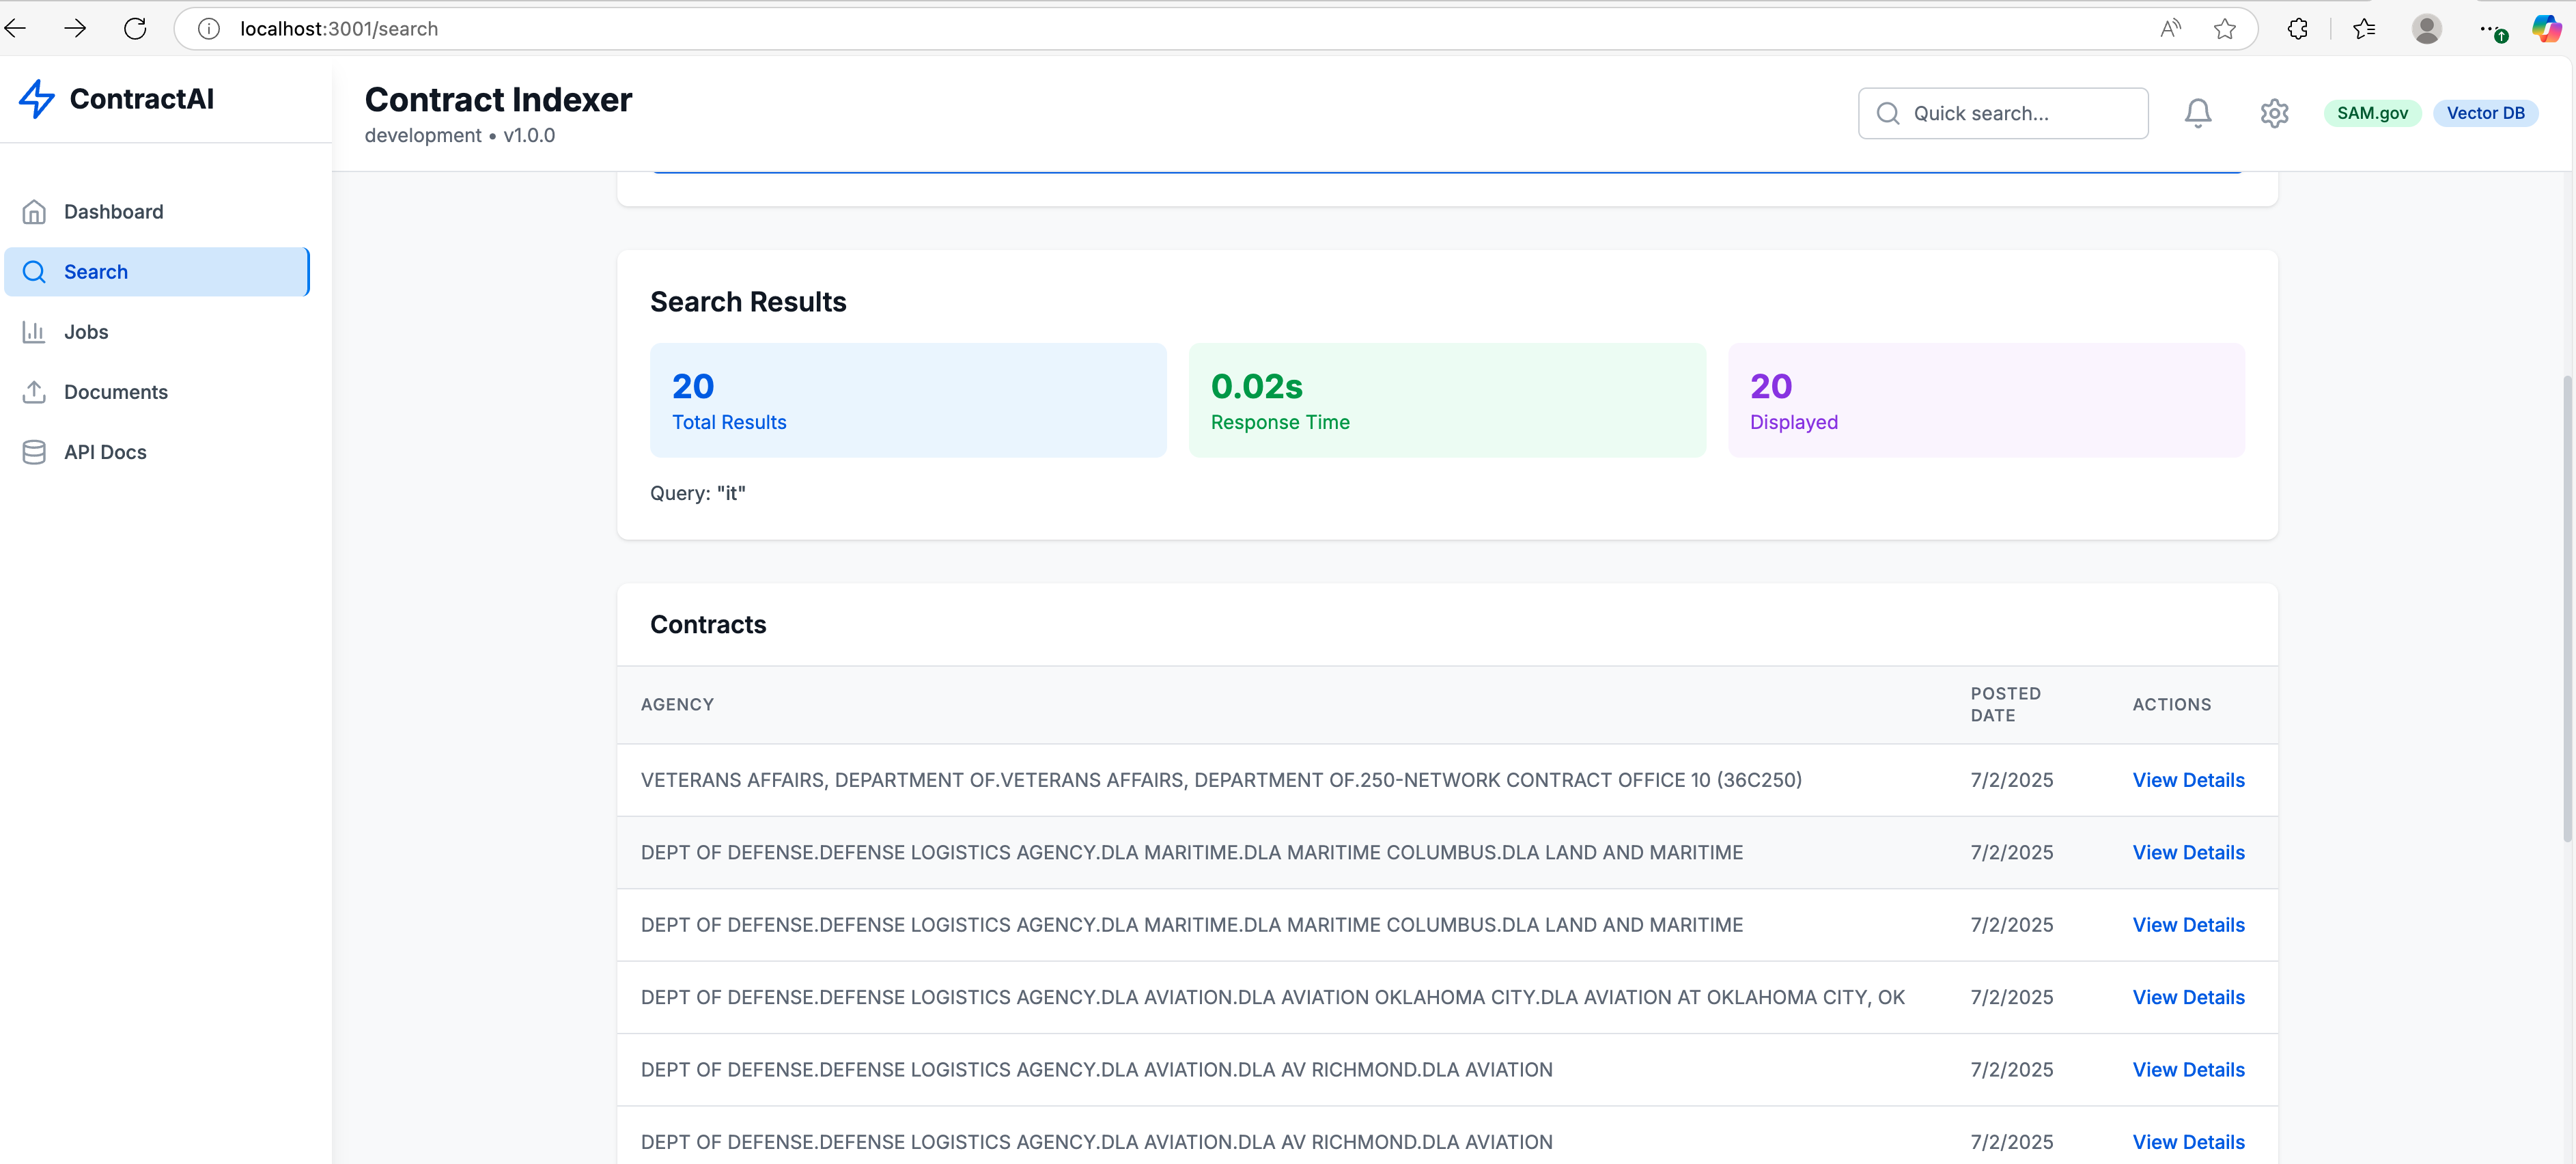 localhost:3001/search
ContractAI
Contract Indexer
development • v1.0.0
Quick search...
SAM.gov
Vector DB
Dashboard
Search
Jobs
Documents
API Docs
Search Results
20
Total Results
0.02s
Response Time
20
Displayed
Query: "it"
Contracts
AGENCY
POSTED
DATE
ACTIONS
VETERANS AFFAIRS, DEPARTMENT OF.VETERANS AFFAIRS, DEPARTMENT OF.250-NETWORK CONTRACT OFFICE 10 (36C250) 7/2/2025 View Details
DEPT OF DEFENSE.DEFENSE LOGISTICS AGENCY.DLA MARITIME.DLA MARITIME COLUMBUS.DLA LAND AND MARITIME 7/2/2025 View Details
DEPT OF DEFENSE.DEFENSE LOGISTICS AGENCY.DLA MARITIME.DLA MARITIME COLUMBUS.DLA LAND AND MARITIME 7/2/2025 View Details
DEPT OF DEFENSE.DEFENSE LOGISTICS AGENCY.DLA AVIATION.DLA AVIATION OKLAHOMA CITY.DLA AVIATION AT OKLAHOMA CITY, OK 7/2/2025 View Details
DEPT OF DEFENSE.DEFENSE LOGISTICS AGENCY.DLA AVIATION.DLA AV RICHMOND.DLA AVIATION 7/2/2025 View Details
DEPT OF DEFENSE.DEFENSE LOGISTICS AGENCY.DLA AVIATION.DLA AV RICHMOND.DLA AVIATION 7/2/2025 View Details